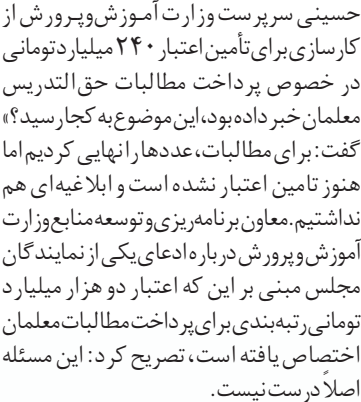 حسینی سرپرست وزارت آموزش‌وپرورش از
کارسازی برای تأمین اعتبار ۲۴۰ میلیارد تومانی
در خصوص پرداخت مطالبات حق‌التدریس
معلمان خبر داده بود، این موضوع به کجا رسید؟»
گفت: برای مطالبات، عددها را نهایی کردیم اما
هنوز تامین اعتبار نشده است و ابلاغیه‌ای هم
نداشتیم. معاون برنامه‌ریزی و توسعه منابع وزارت
آموزش‌وپرورش درباره ادعای یکی از نمایندگان
مجلس مبنی بر این که اعتبار دو هزار میلیارد
تومانی رتبه‌بندی برای پرداخت مطالبات معلمان
اختصاص یافته است، تصریح کرد: این مسئله
اصلاً درست نیست.